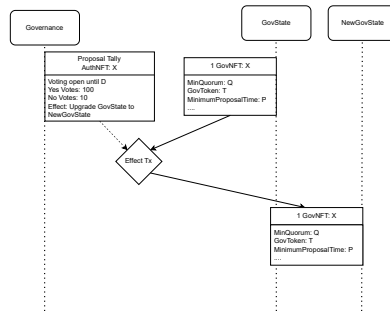 Governance
GovState
NewGovState
Proposal Tally
AuthNFT: X
Voting open until D
Yes Votes: 100
No Votes: 10
Effect: Upgrade GovState to
NewGovState
1 GovNFT: X
MinQuorum: Q
GovToken: T
MinimumProposalTime: P
....
Effect Tx
1 GovNFT: X
MinQuorum: Q
GovToken: T
MinimumProposalTime: P
....